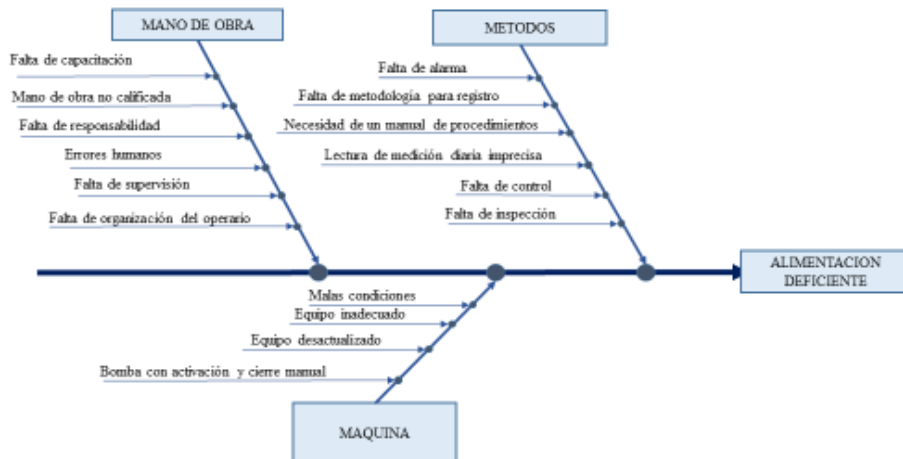 MANO DE OBRA
Falta de capacitación
Mano de obra no calificada
Falta de responsabilidad
Errores humanos
Falta de supervisión
Falta de organización del operario
METODOS
Falta de alarma
Falta de metodología para registro
Necesidad de un manual de procedimientos
Lectura de medición diaria imprecisa
Falta de control
Falta de inspección
ALIMENTACION
DEFICIENTE
Malas condiciones
Equipo inadecuado
Equipo desactualizado
Bomba con activación y cierre manual
MAQUINA